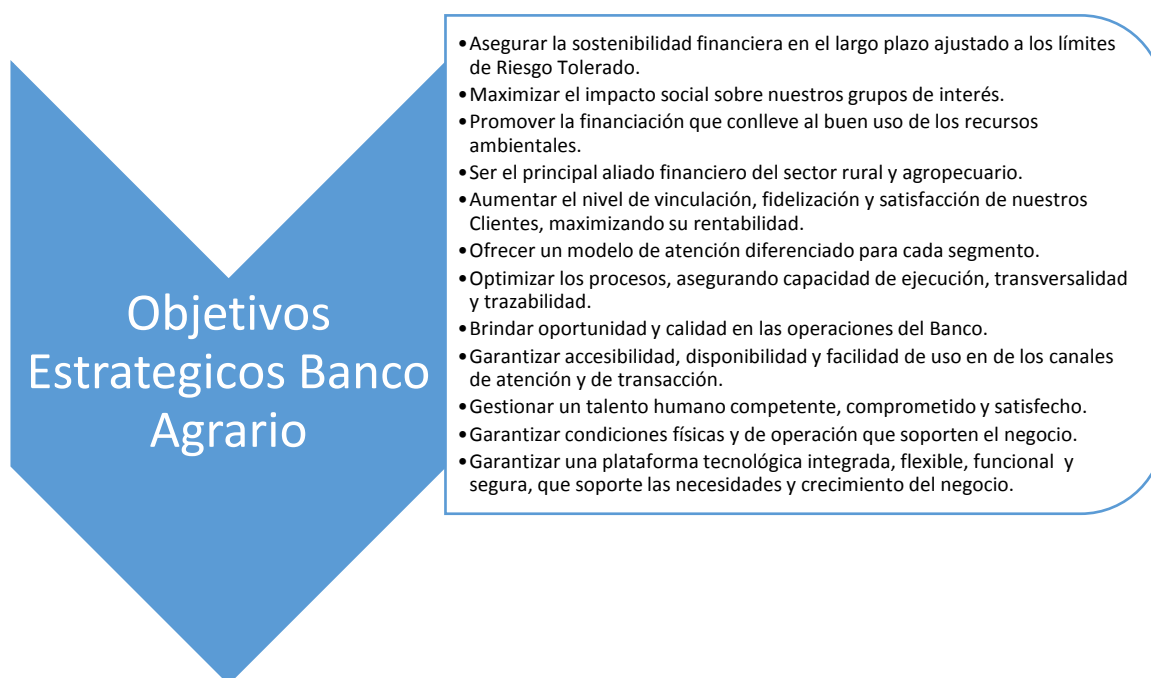 •Asegurar la sostenibilidad financiera en el largo plazo ajustado a los límites
de Riesgo Tolerado.
•Maximizar el impacto social sobre nuestros grupos de interés.
•Promover la financiación que conlleve al buen uso de los recursos
ambientales.
•Ser el principal aliado financiero del sector rural y agropecuario.
•Aumentar el nivel de vinculación, fidelización y satisfacción de nuestros
Clientes, maximizando su rentabilidad.
•Ofrecer un modelo de atención diferenciado para cada segmento.
•Optimizar los procesos, asegurando capacidad de ejecución, transversalidad
y trazabilidad.
•Brindar oportunidad y calidad en las operaciones del Banco.
•Garantizar accesibilidad, disponibilidad y facilidad de uso en de los canales
de atención y de transacción.
•Gestionar un talento humano competente, comprometido y satisfecho.
•Garantizar condiciones físicas y de operación que soporten el negocio.
•Garantizar una plataforma tecnológica integrada, flexible, funcional  y
segura, que soporte las necesidades y crecimiento del negocio.
Objetivos
Estrategicos Banco
Agrario